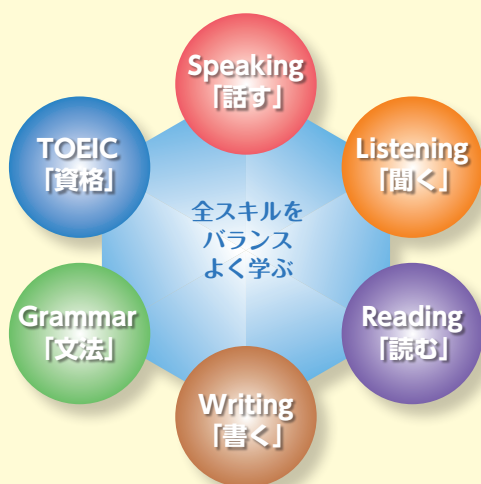 Speaking
「話す」
TOEIC
「資格」
Listening
「聞く」
全スキルを
バランス
よく学ぶ
Grammar
「文法」
Reading
「読む」
Writing
「書く」